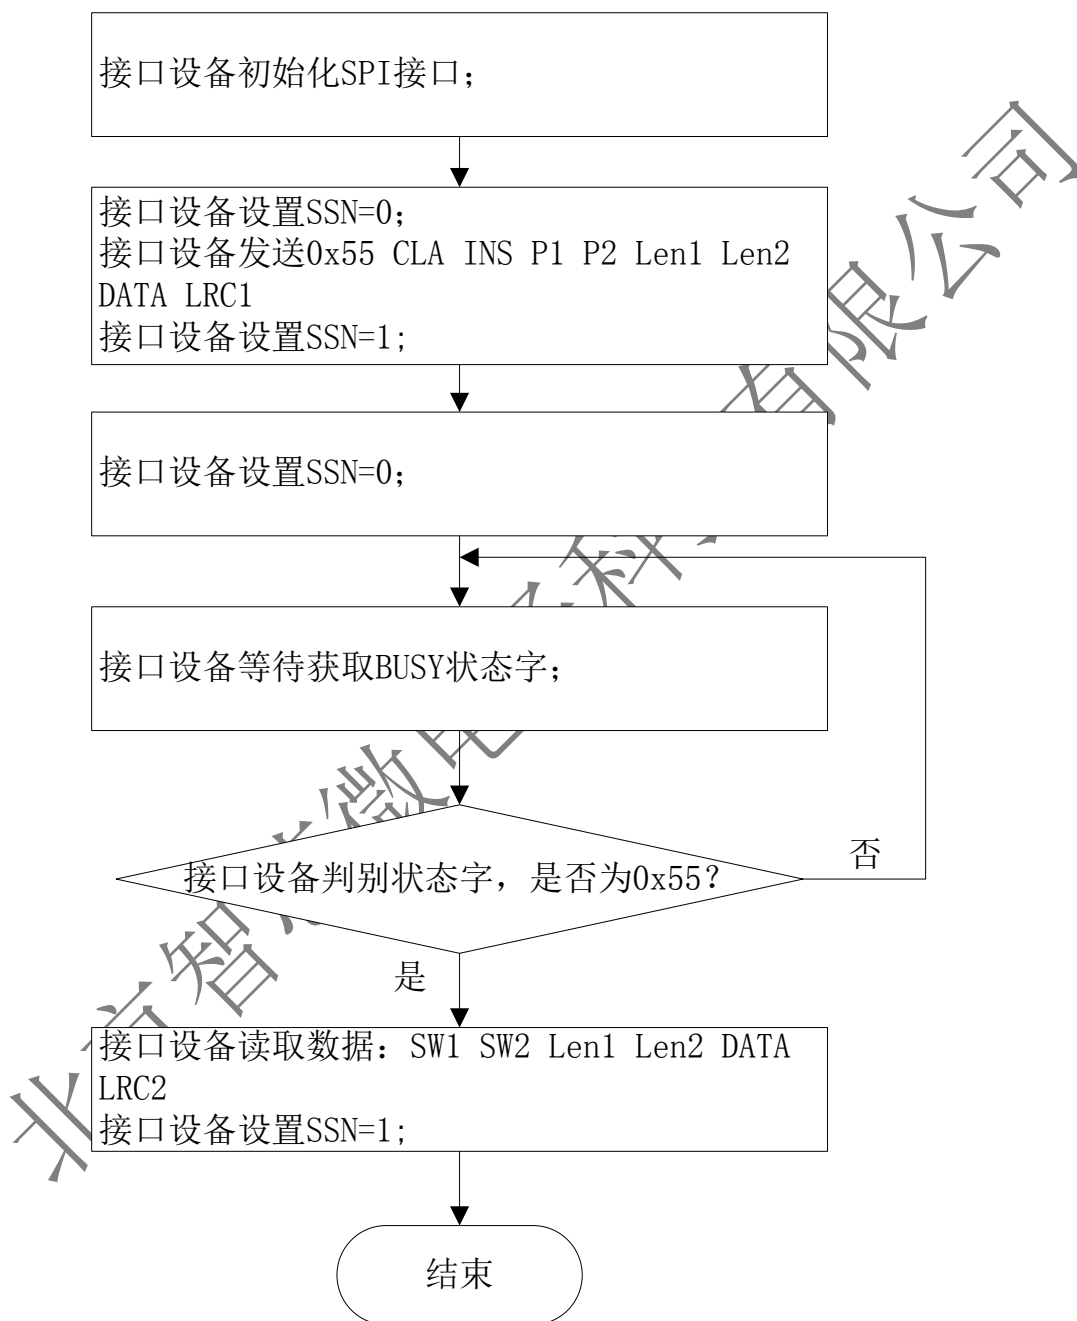 接口设备初始化SPI接口；
接口设备设置SSN=0；
接口设备发送0x55 CLA INS P1 P2 Len1 Len2
DATA LRC1
接口设备设置SSN=1；
接口设备设置SSN=0；
接口设备等待获取BUSY状态字；
接口设备判别状态字，是否为0x55？
否
是
接口设备读取数据：SW1 SW2 Len1 Len2 DATA
LRC2
接口设备设置SSN=1；
结束